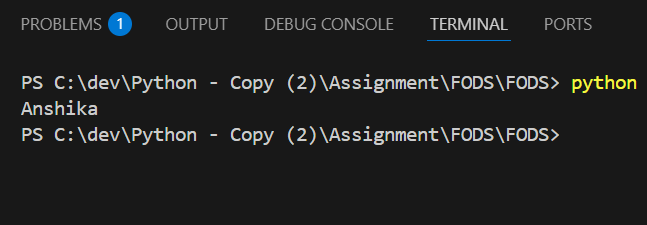 PROBLEMS 1 OUTPUT DEBUG CONSOLE TERMINAL PORTS
PS C:\dev\Python - Copy (2)\Assignment\FODS\FODS> python
Anshika
PS C:\dev\Python - Copy (2)\Assignment\FODS\FODS>